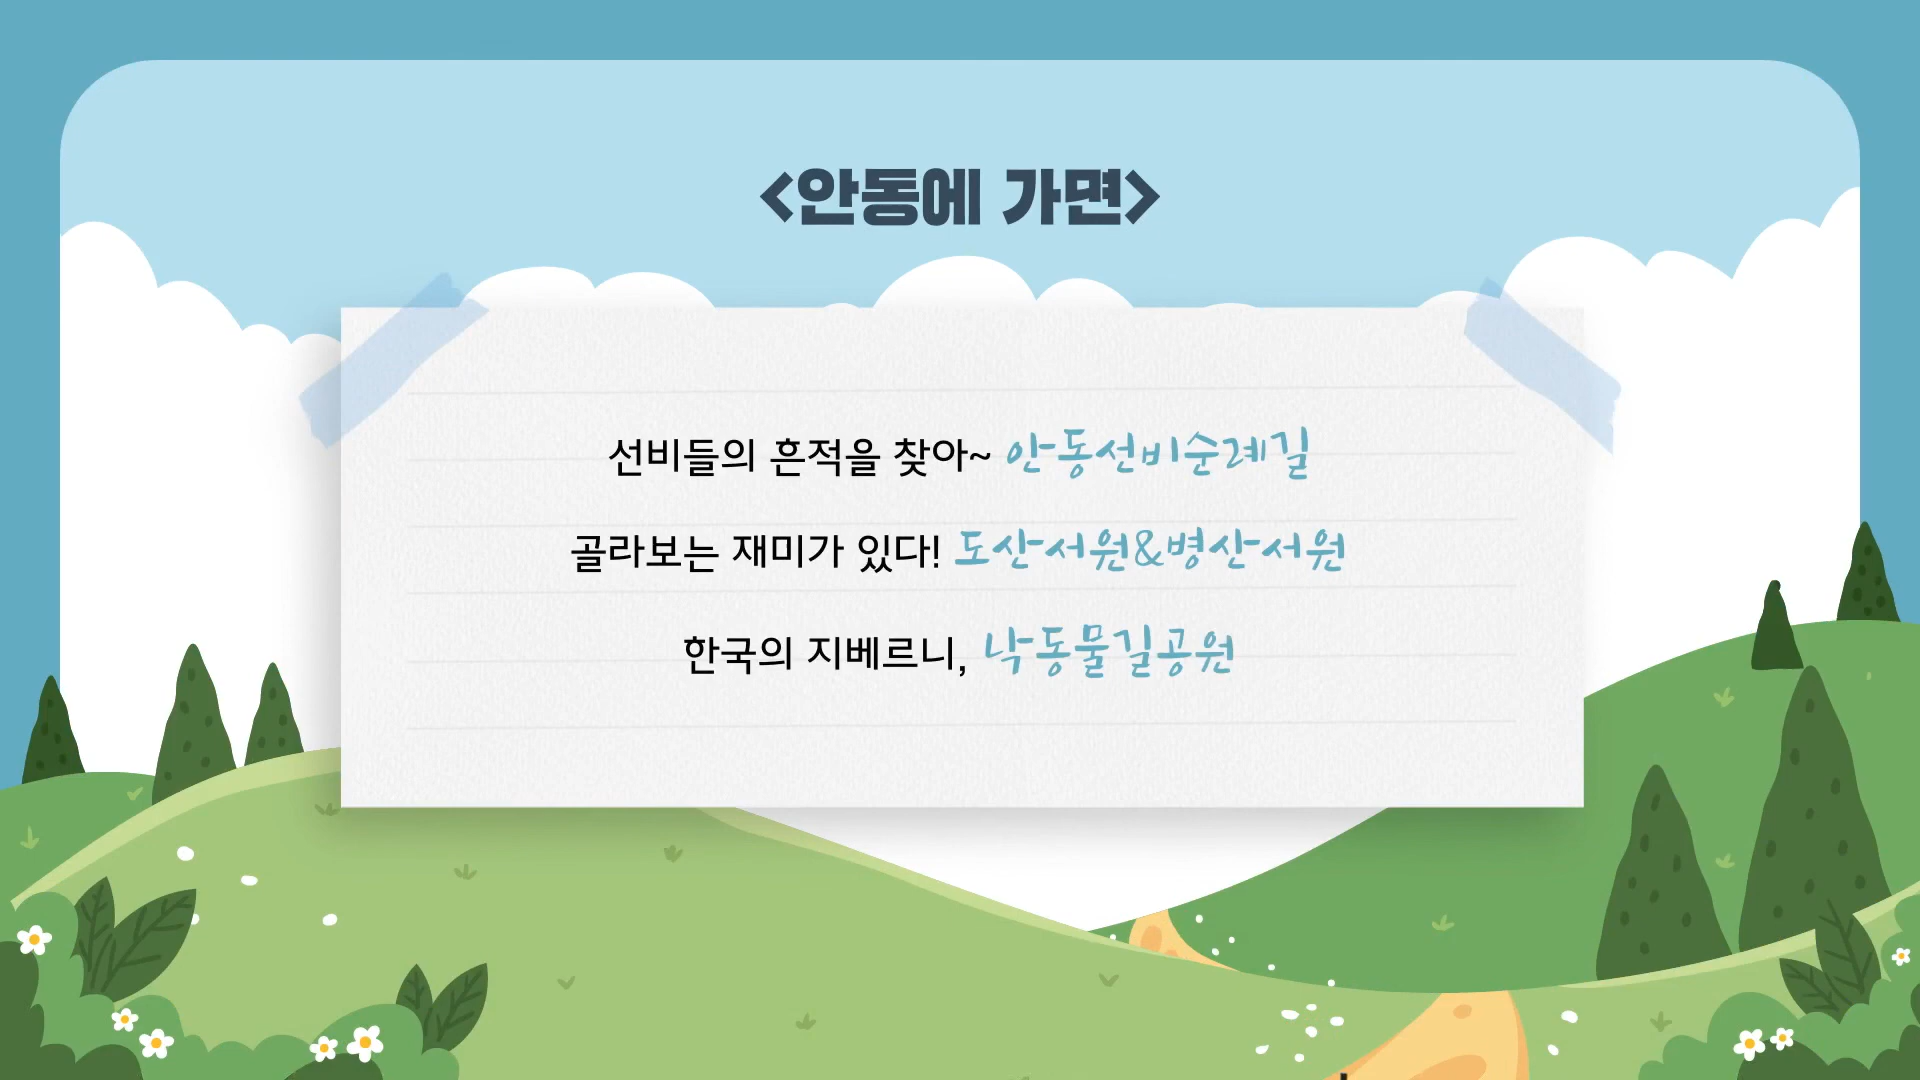 <안동에 가면>
선비들의 흔적을 찾아~ 안동선비순례길
골라보는 재미가 있다! 도산서원&병산서원
한국의 지베르니, 낙동물길공원